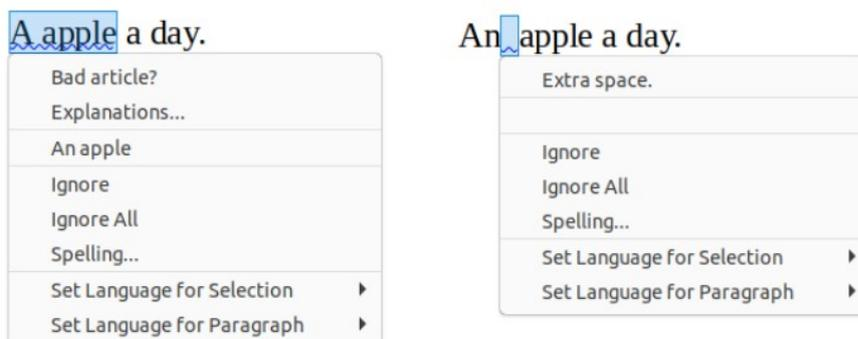 A apple a day.
Bad article?
Explanations...
An apple
Ignore
Ignore All
Spelling...
Set Language for Selection
Set Language for Paragraph
An  apple a day.
Extra space.
Ignore
Ignore All
Spelling...
Set Language for Selection
Set Language for Paragraph